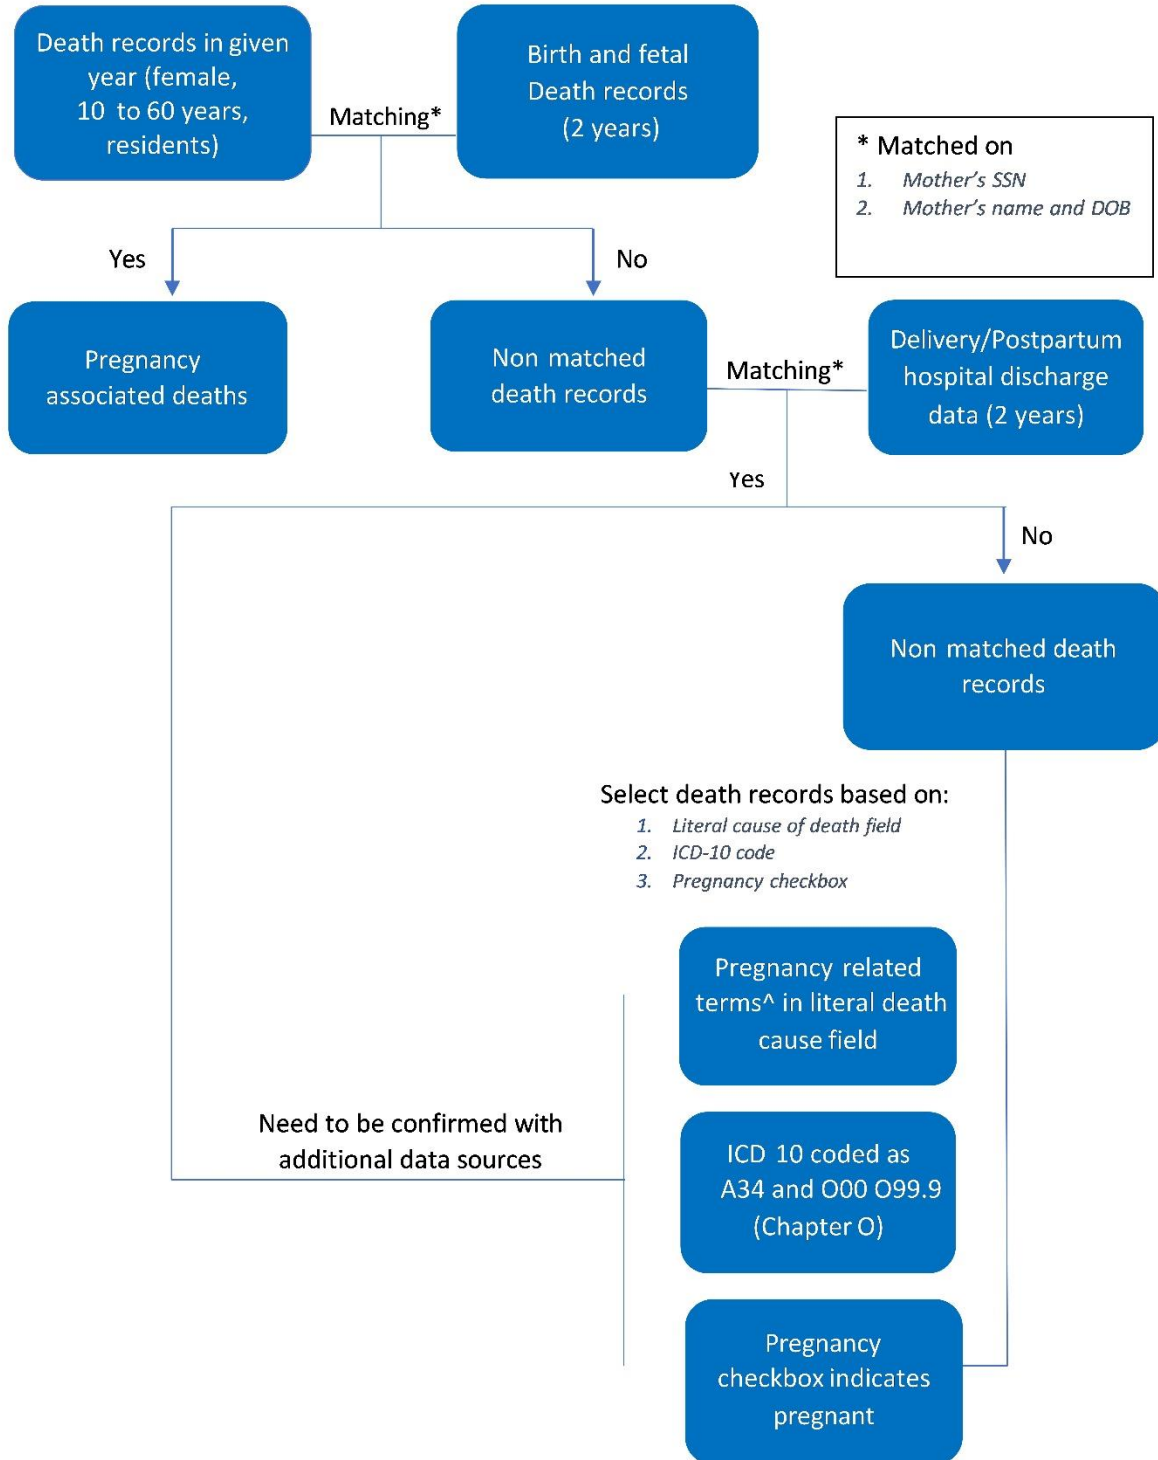 Death records in given
year (female,
10 to 60 years,
residents)
Matching*
Birth and fetal
Death records
(2 years)
* Matched on
1. Mother's SSN
2. Mother's name and DOB
Yes
No
Pregnancy
associated deaths
Non matched
death records
Matching*
Delivery/Postpartum
hospital discharge
data (2 years)
Yes
No
Non matched death
records
Select death records based on:
1. Literal cause of death field
2. ICD-10 code
3. Pregnancy checkbox
Pregnancy related
terms^ in literal death
cause field
Need to be confirmed with
additional data sources
ICD 10 coded as
A34 and O00 O99.9
(Chapter O)
Pregnancy
checkbox indicates
pregnant